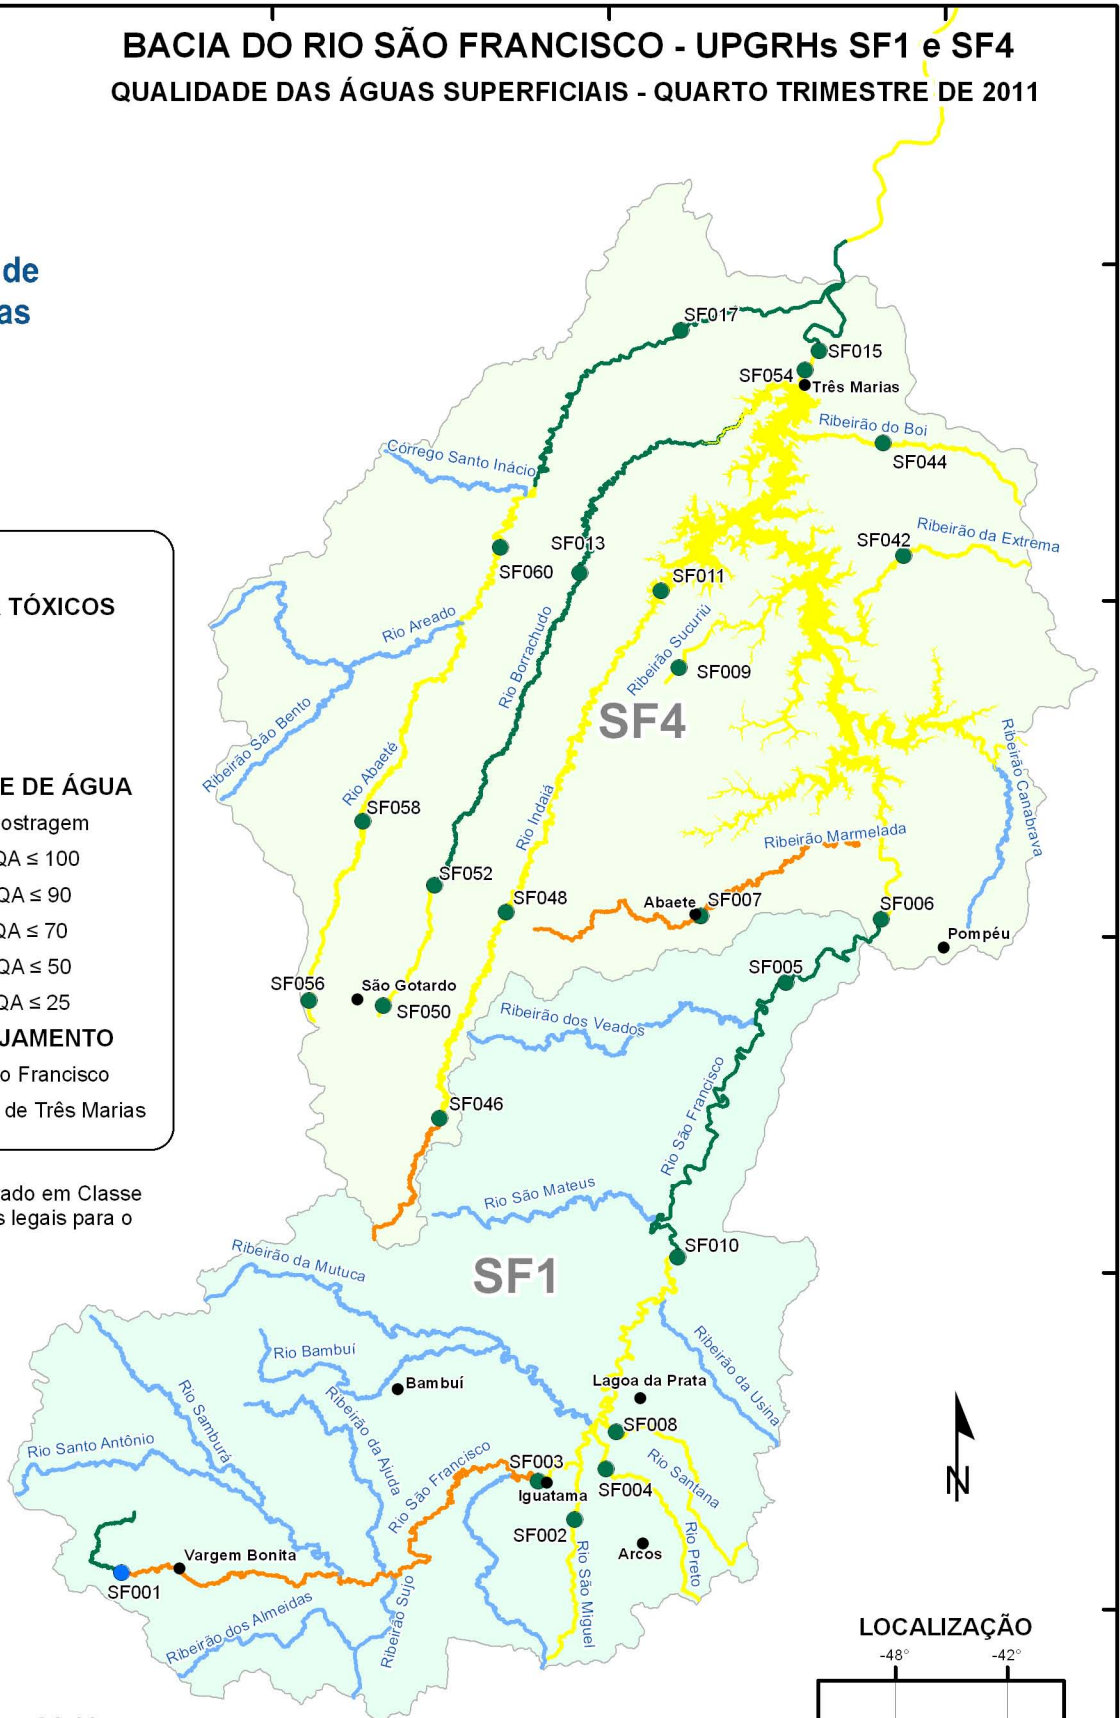 BACIA DO RIO SÃO FRANCISCO - UPGRHs SF1 e SF4
QUALIDADE DAS ÁGUAS SUPERFICIAIS - QUARTO TRIMESTRE DE 2011
de
as
SF017
SF015
SF054
Três Marias
Ribeirão do Boi
SF044
Córrego Santo Inácio
Ribeirão da Extrema
SF042
SF013
SF060
SF011
TÓXICOS
Rio Areado
Rio Borrachudo
Ribeirão Sucuriú
SF009
SF4
Ribeirão São Bento
Rio Abaeté
Ribeirão Canabrava
E DE ÁGUA
ostragem
QA ≤ 100
QA ≤ 90
QA ≤ 70
QA ≤ 50
QA ≤ 25
JAMENTO
o Francisco
de Três Marias
SF058
Rio Indaiá
Ribeirão Marmelada
SF052
SF048
Abaete
SF007
SF006
Pompéu
SF005
SF056
São Gotardo
SF050
Ribeirão dos Veados
Rio São Francisco
SF046
rado em Classe
s legais para o
Rio São Mateus
SF010
SF1
Ribeirão da Mutuca
Rio Bambuí
Bambuí
Lagoa da Prata
Ribeirão da Usina
Rio Samburá
Ribeirão da Ajuda
SF008
Rio Santo Antônio
Rio São Francisco
SF003
Iguatama
SF004
Rio Santana
SF002
Arcos
Rio Preto
Vargem Bonita
SF001
Rio São Miguel
Ribeirão dos Almeidas
Ribeirão Sujo
N
LOCALIZAÇÃO
-48°
-42°